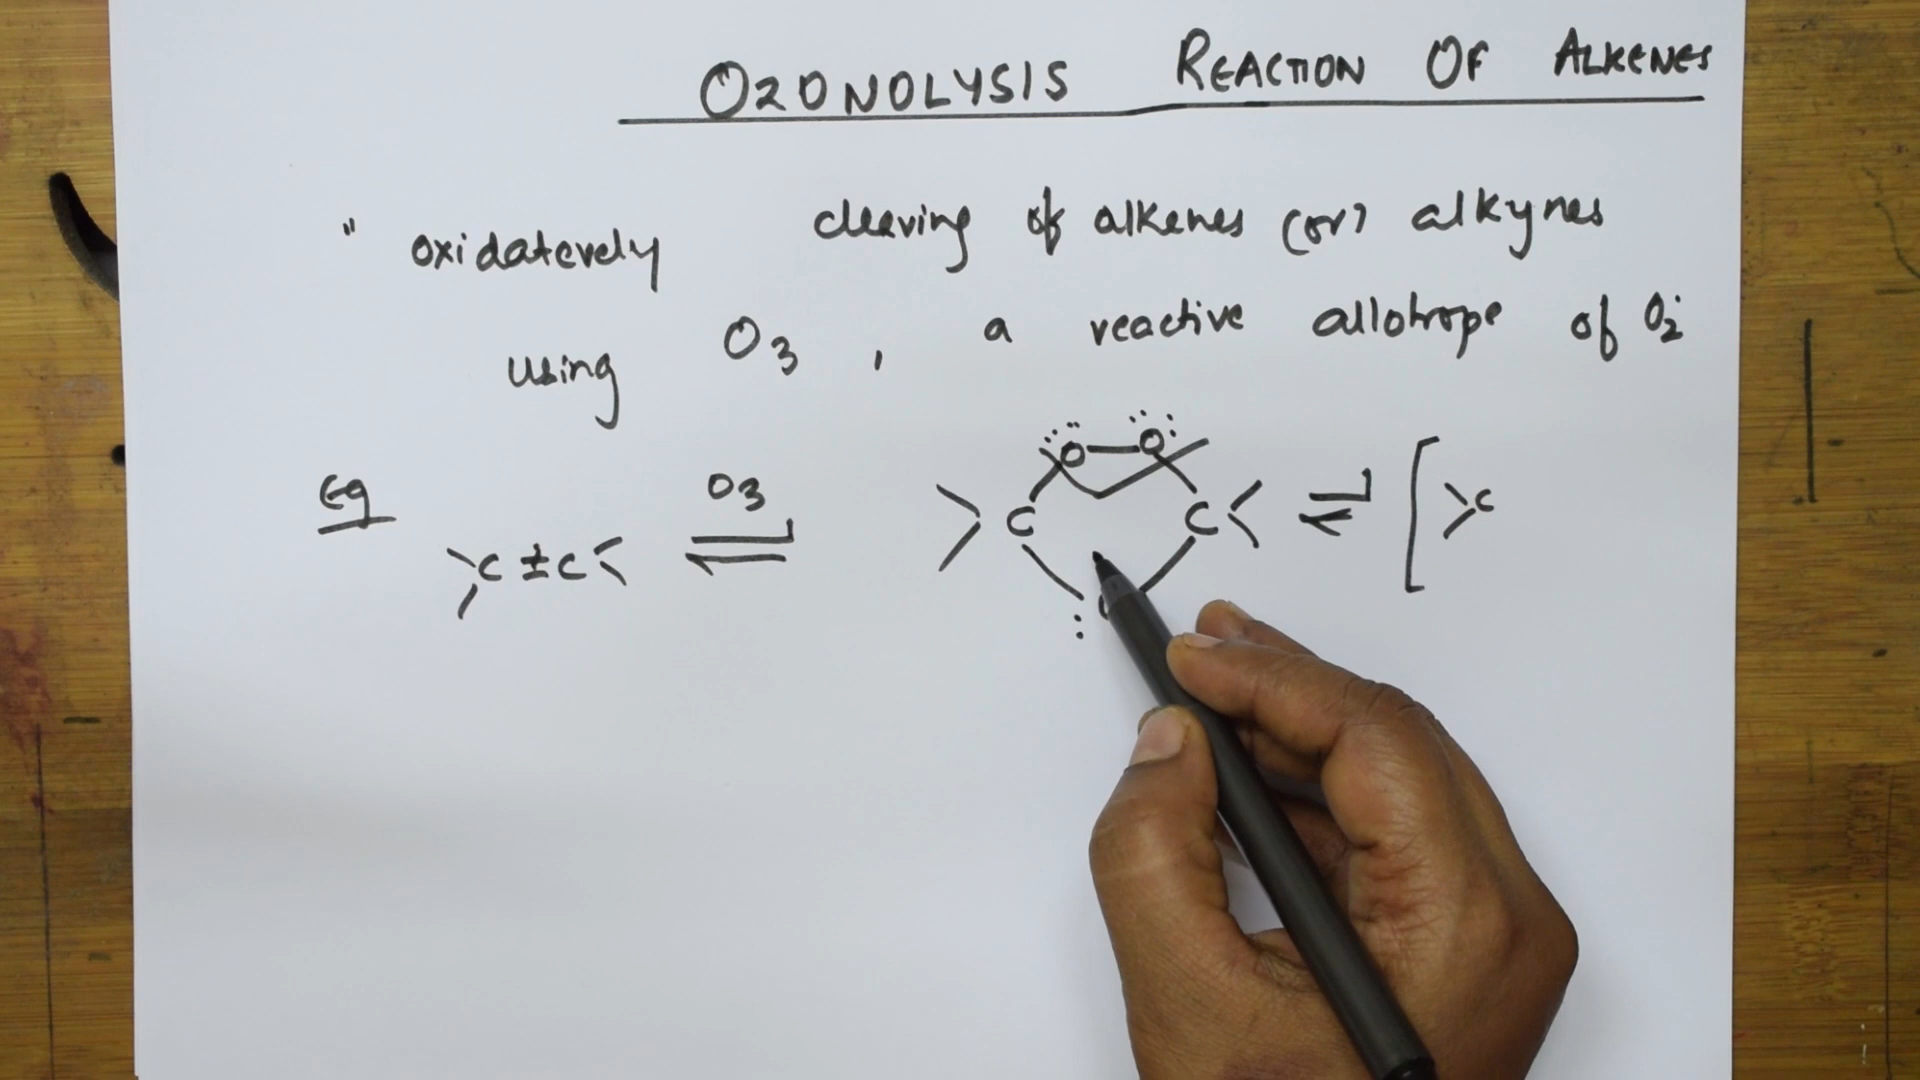 OZONOLYSIS REACTION OF ALKENES
" oxidatevely cleaving of alkenes (or) alkynes
using O3, a reactive allotrope of O2
Eg
O3
O—O
>C=C< ⇌ >C C< ⇌ [ >C